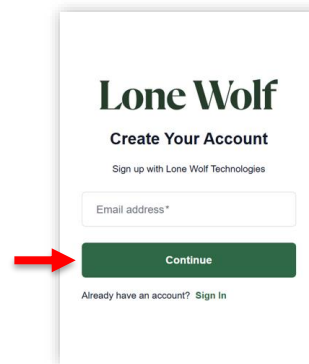 Lone Wolf
Create Your Account
Sign up with Lone Wolf Technologies
Email address*
Continue
Already have an account? Sign In